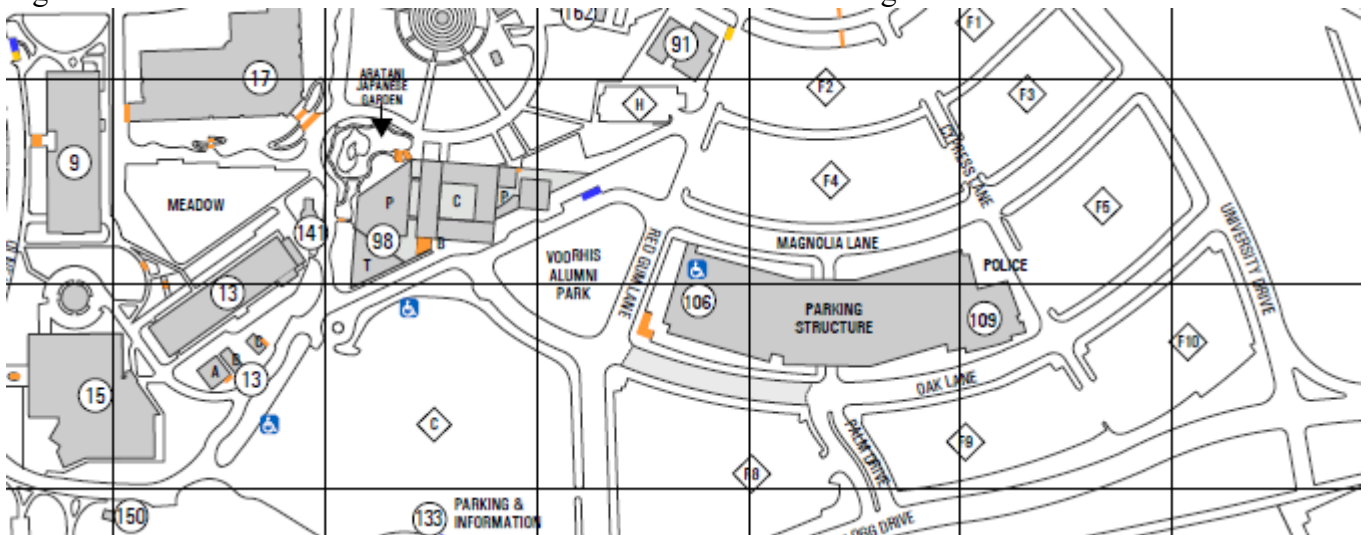 162
F1
91
17
ARATANI
JAPANESE
GARDEN
H
F2
F3
9
CYPRESS LANE
MEADOW
P
C
P
F4
F5
141
98
B
T
VOORHIS
ALUMNI
PARK
RED GUM LANE
MAGNOLIA LANE
UNIVERSITY DRIVE
POLICE
13
106
PARKING
STRUCTURE
109
F10
C
B
A
13
15
OAK LANE
C
PALM DRIVE
F9
F8
150
133
PARKING &
INFORMATION
OGG DRIVE